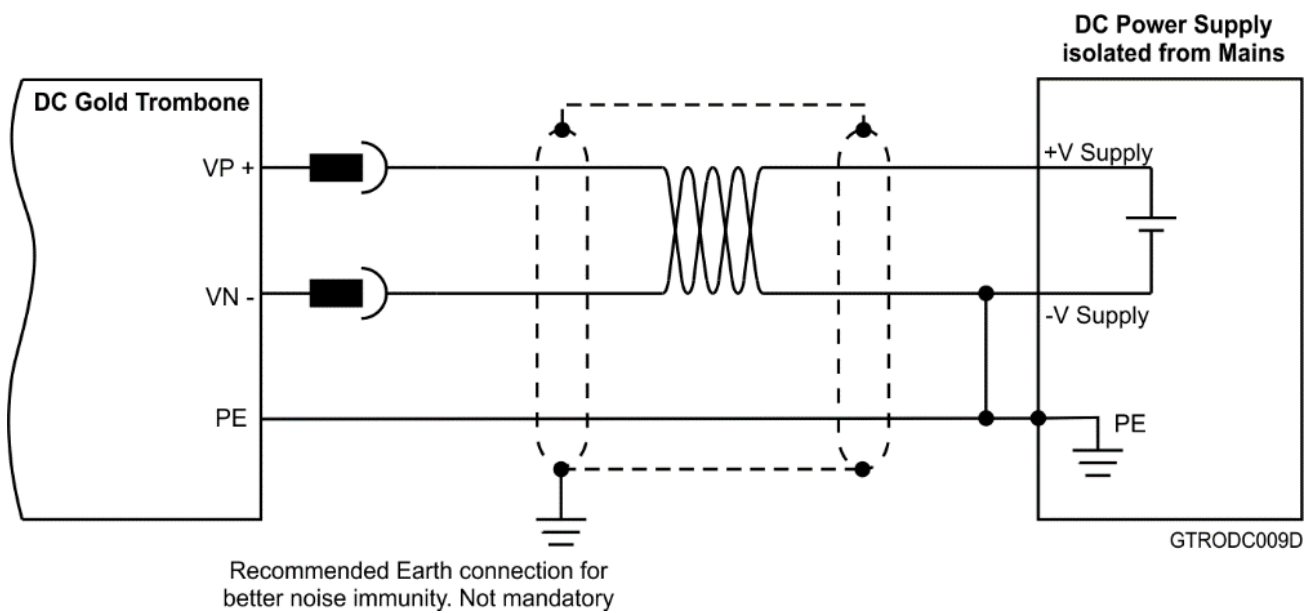 DC Power Supply
isolated from Mains
DC Gold Trombone
VP +
+V Supply
VN -
-V Supply
PE
PE
GTRODC009D
Recommended Earth connection for
better noise immunity. Not mandatory